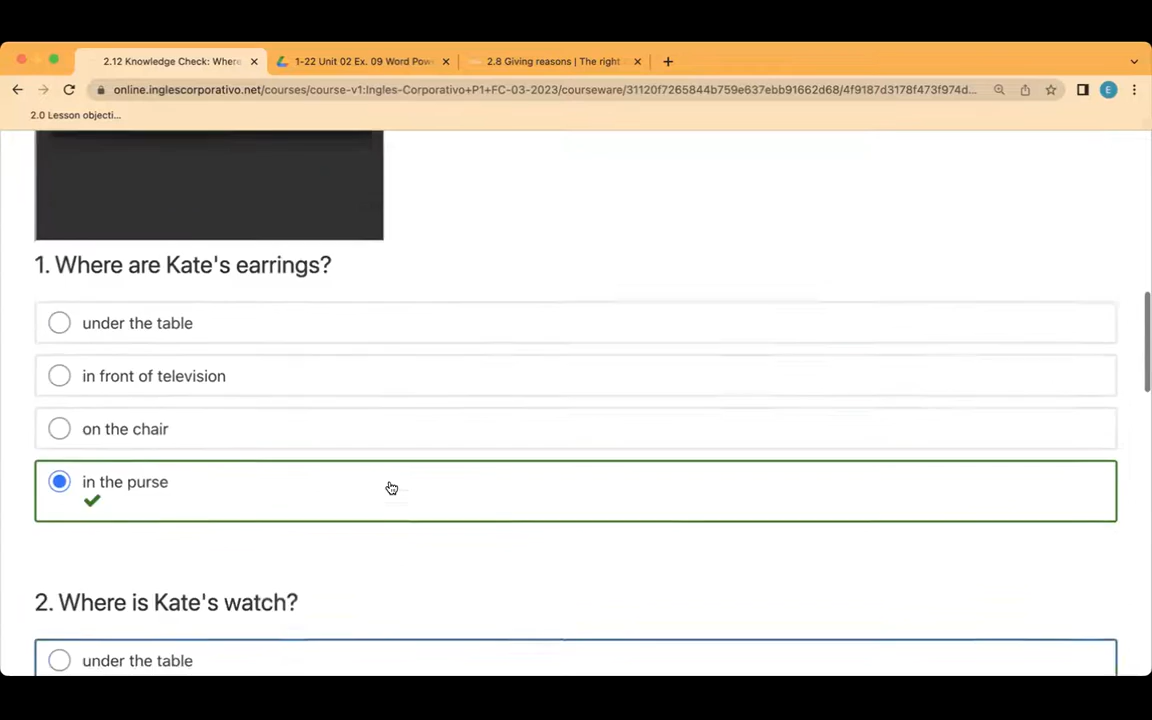 2.12 Knowledge Check: Where
1-22 Unit 02 Ex. 09 Word Pow
2.8 Giving reasons | The right
online.inglescorporativo.net/courses/course-v1:Ingles-Corporativo+P1+FC-03-2023/courseware/31120f7265844b759e637ebb91662d68/4f9187d3178f473f974d...
E
2.0 Lesson objecti...
1. Where are Kate's earrings?
under the table
in front of television
on the chair
in the purse
2. Where is Kate's watch?
under the table